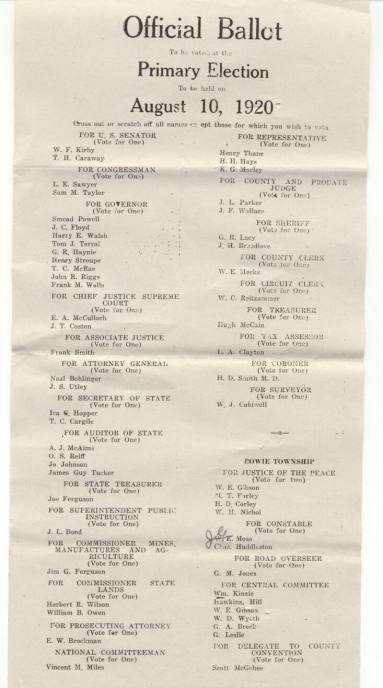 Official Ballot
To be voted at the
Primary Election
To be held on
August 10, 1920
Cross out or scratch off all names except those for which you wish to vote
FOR U. S. SENATOR
(Vote for One)
W. F. Kirby
T. H. Caraway
FOR CONGRESSMAN
(Vote for One)
L. E. Sawyer
Sam M. Taylor
FOR GOVERNOR
(Vote for One)
Smead Powell
J. C. Floyd
Harry E. Walsh
Tom J. Terral
G. R. Haynie
Henry Stroupe
T. C. McRae
John R. Riggs
Frank M. Walls
FOR CHIEF JUSTICE SUPREME
COURT
(Vote for One)
E. A. McCulloch
J. T. Coston
FOR ASSOCIATE JUSTICE
(Vote for One)
Frank Smith
FOR ATTORNEY GENERAL
(Vote for One)
Neal Bohlinger
J. S. Utley
FOR SECRETARY OF STATE
(Vote for One)
Ira C. Hopper
T. C. Cargile
FOR AUDITOR OF STATE
(Vote for One)
A. J. McAims
O. S. Reiff
Jo Johnson
James Guy Tucker
FOR STATE TREASURER
(Vote for One)
Joe Ferguson
FOR SUPERINTENDENT PUBLIC
INSTRUCTION
(Vote for One)
J. L. Bond
FOR COMMISSIONER MINES,
MANUFACTURES AND AG-
RICULTURE
(Vote for One)
Jim G. Ferguson
FOR COMMISSIONER STATE
LANDS
(Vote for One)
Herbert R. Wilson
William B. Owen
FOR PROSECUTING ATTORNEY
(Vote for One)
E. W. Brockman
NATIONAL COMMITTEEMAN
(Vote for One)
Vincent M. Miles
FOR REPRESENTATIVE
(Vote for One)
Henry Thane
H. H. Hays
K. G. Morley
FOR COUNTY AND PROBATE
JUDGE
(Vote for One)
J. L. Parker
J. F. Wallace
FOR SHERIFF
(Vote for One)
G. R. Lucy
J. H. Breedlove
FOR COUNTY CLERK
(Vote for One)
W. E. Meeks
FOR CIRCUIT CLERK
(Vote for One)
W. C. Reitzammer
FOR TREASURER
(Vote for One)
Hugh McCain
FOR TAX ASSESSOR
(Vote for One)
L. A. Clayton
FOR CORONER
(Vote for One)
H. D. Smith M. D.
FOR SURVEYOR
(Vote for One)
W. J. Caldwell
BOWIE TOWNSHIP
FOR JUSTICE OF THE PEACE
(Vote for two)
W. E. Gibson
M. T. Farley
H. D. Corley
W. H. Nichol
FOR CONSTABLE
(Vote for One)
E. Moss
Chas. Huddleston
FOR ROAD OVERSEER
(Vote for One)
G. M. Jones
FOR CENTRAL COMMITTEE
Wm. Kinzie
Hawkins, Hill
W. E. Gibson
W. D. Wyeth
G. A. Breck
G. Leslie
FOR DELEGATE TO COUNTY
CONVENTION
(Vote for One)
Scott McGehee